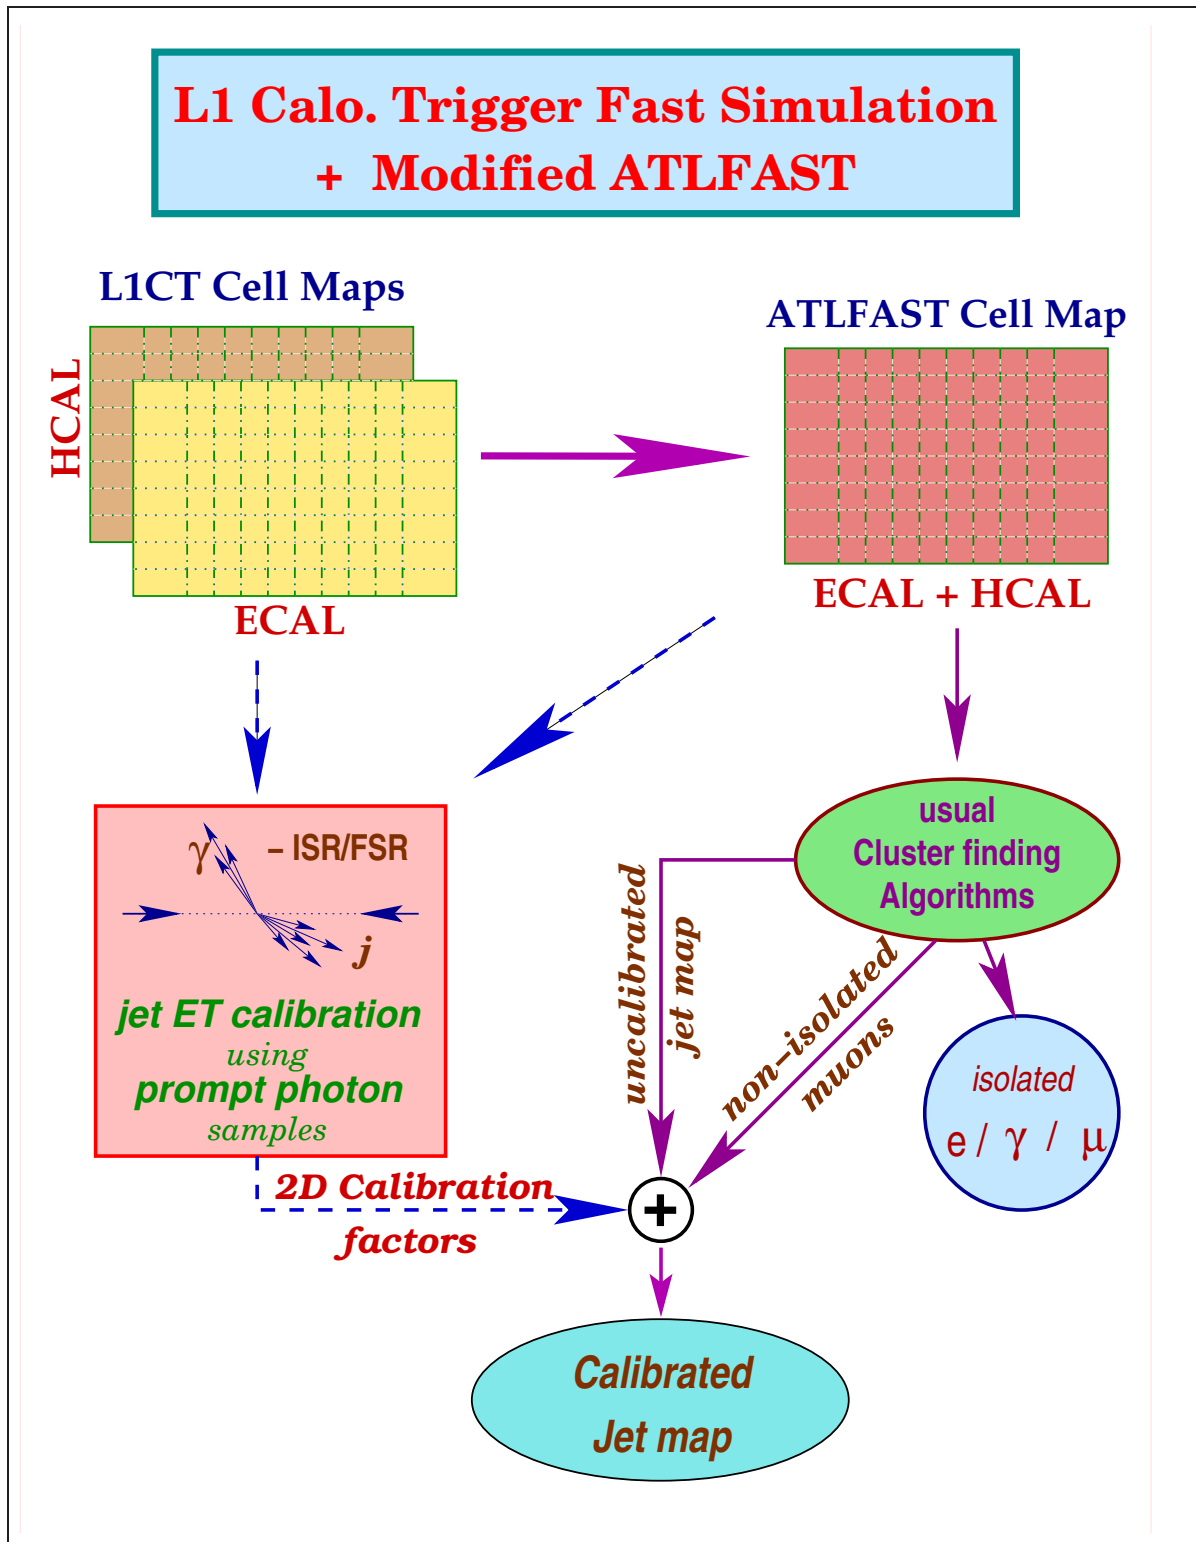 L1 Calo. Trigger Fast Simulation
+ Modified ATLFAST
L1CT Cell Maps
HCAL
ECAL
ATLFAST Cell Map
ECAL + HCAL
γ
– ISR/FSR
j
jet ET calibration
using
prompt photon
samples
usual
Cluster finding
Algorithms
uncalibrated
jet map
non–isolated
muons
isolated
e / γ / μ
2D Calibration
factors
+
Calibrated
Jet map